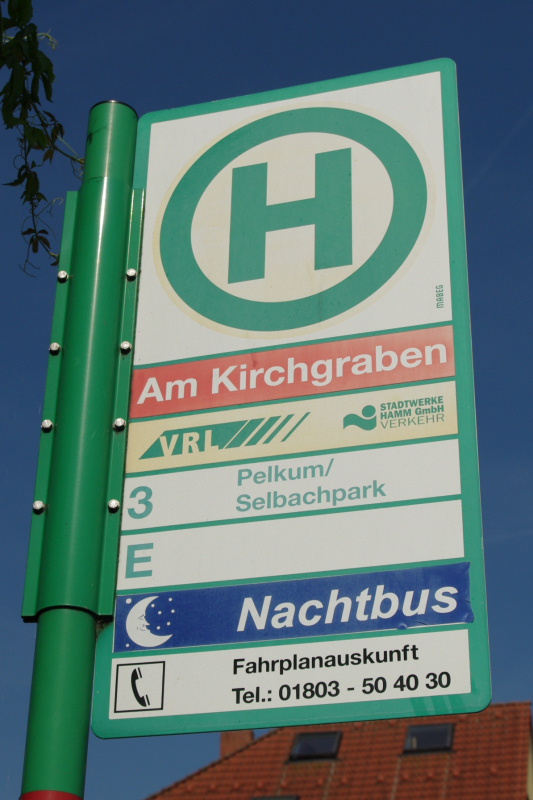 H
MABEG
Am Kirchgraben
VRL
STADTWERKE
HAMM GmbH
VERKEHR
3
Pelkum/
Selbachpark
E
Nachtbus
Fahrplanauskunft
Tel.: 01803 - 50 40 30